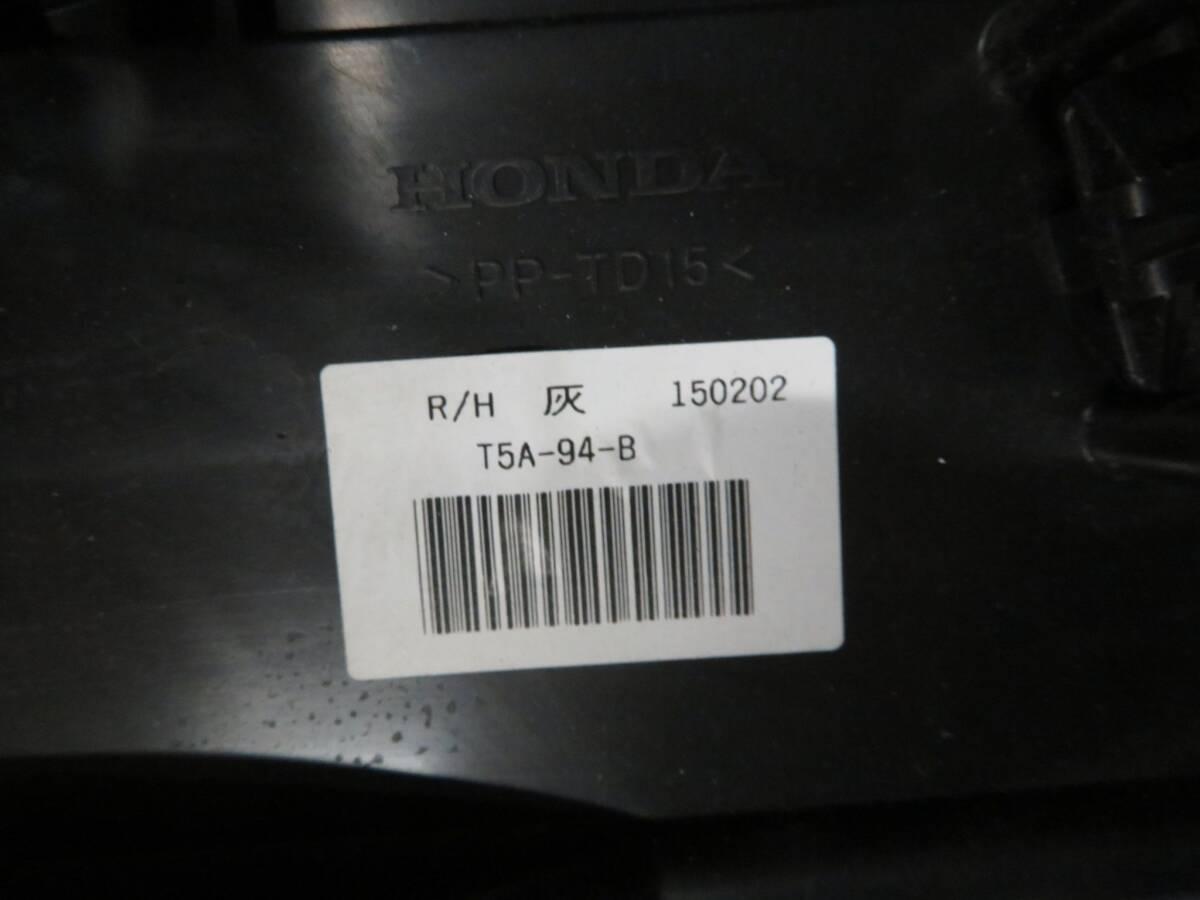 HONDA
>PP-TD15<
R/H 灰 150202
T5A-94-B